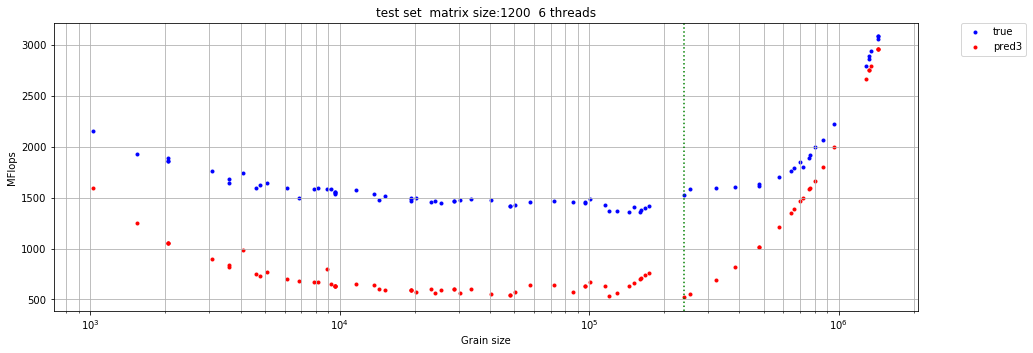 test set  matrix size:1200  6 threads
true
pred3
MFlops
3000
2500
2000
1500
1000
500
10³
10⁴
10⁵
10⁶
Grain size